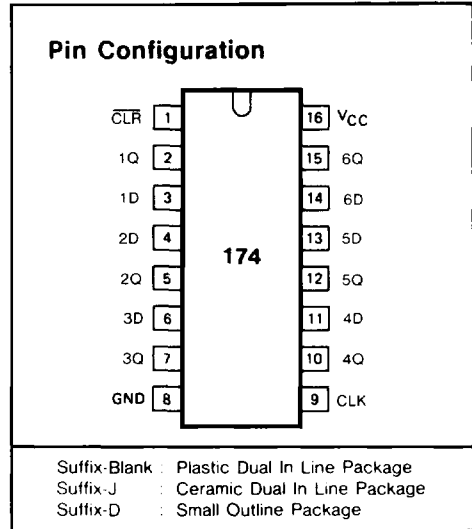 Pin Configuration
C̅L̅R̅ 1 16 VCC
1Q 2 15 6Q
1D 3 14 6D
2D 4 13 5D
174
2Q 5 12 5Q
3D 6 11 4D
3Q 7 10 4Q
GND 8 9 CLK
Suffix-Blank : Plastic Dual In Line Package
Suffix-J : Ceramic Dual In Line Package
Suffix-D : Small Outline Package